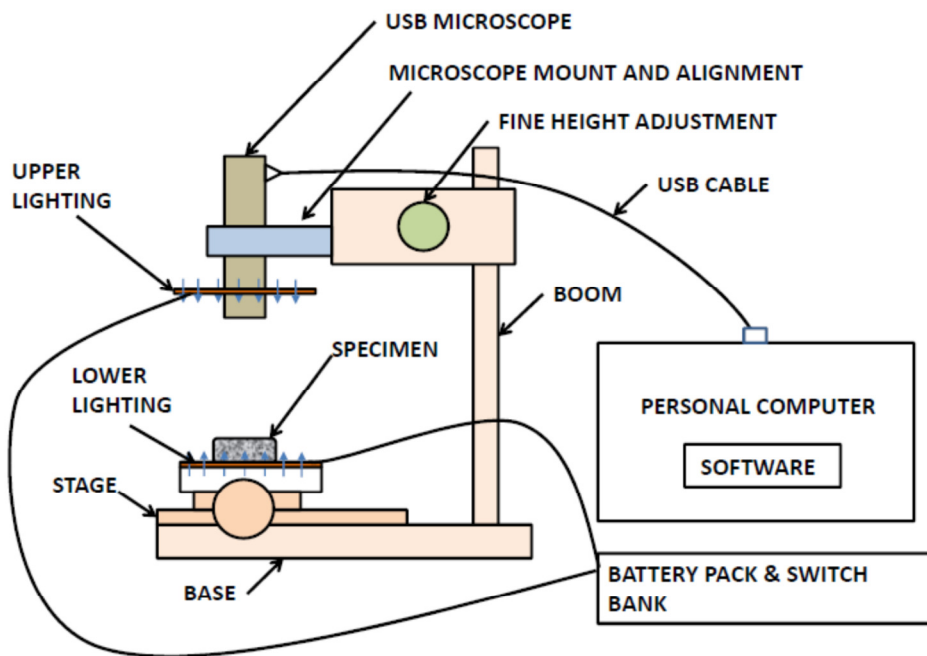 USB MICROSCOPE
MICROSCOPE MOUNT AND ALIGNMENT
FINE HEIGHT ADJUSTMENT
UPPER
LIGHTING
USB CABLE
BOOM
SPECIMEN
LOWER
LIGHTING
PERSONAL COMPUTER
SOFTWARE
STAGE
BASE
BATTERY PACK & SWITCH
BANK